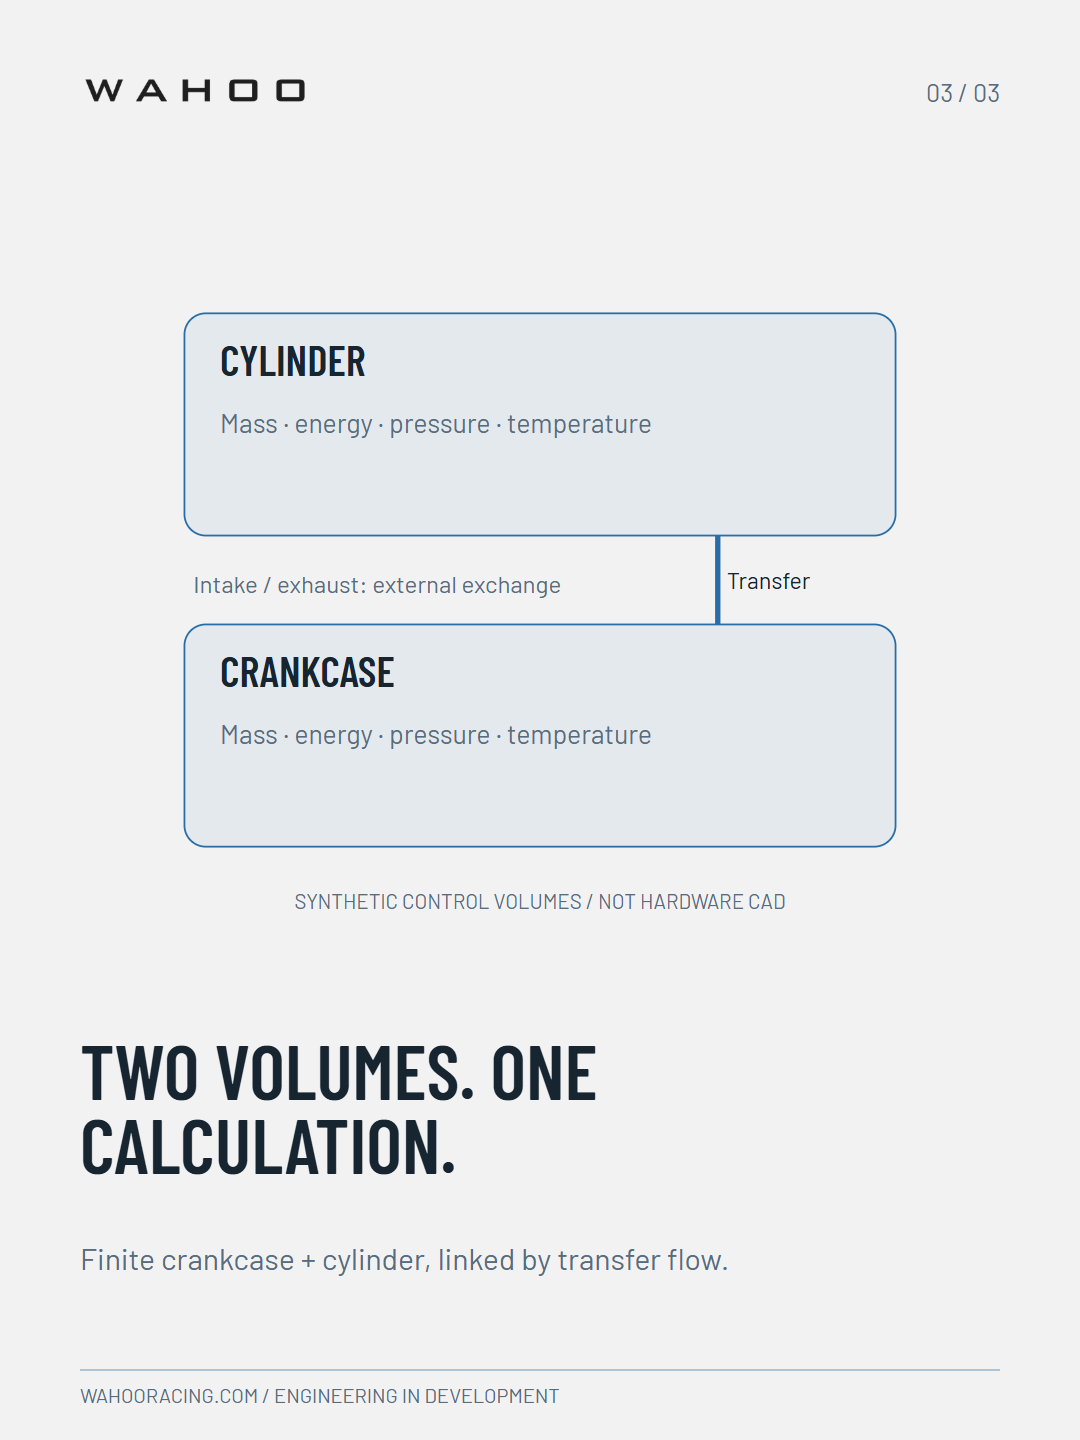 WAHOO
03 / 03
CYLINDER
Mass · energy · pressure · temperature
Intake / exhaust: external exchange
Transfer
CRANKCASE
Mass · energy · pressure · temperature
SYNTHETIC CONTROL VOLUMES / NOT HARDWARE CAD
TWO VOLUMES. ONE
CALCULATION.
Finite crankcase + cylinder, linked by transfer flow.
WAHOORACING.COM / ENGINEERING IN DEVELOPMENT